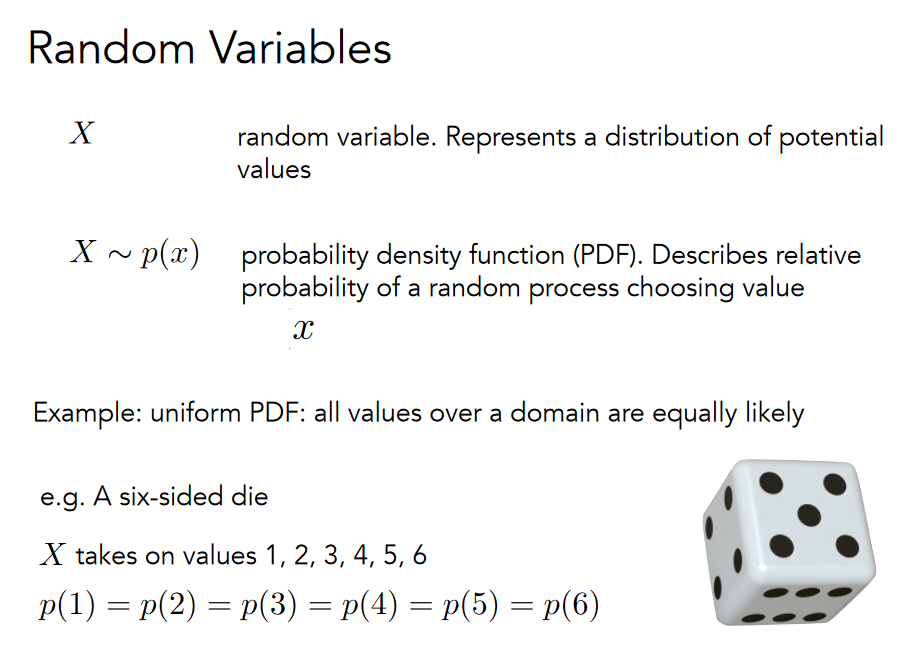 Random Variables
X random variable. Represents a distribution of potential
values
X ∼ p(x) probability density function (PDF). Describes relative
probability of a random process choosing value
x
Example: uniform PDF: all values over a domain are equally likely
e.g. A six-sided die
X takes on values 1, 2, 3, 4, 5, 6
p(1) = p(2) = p(3) = p(4) = p(5) = p(6)